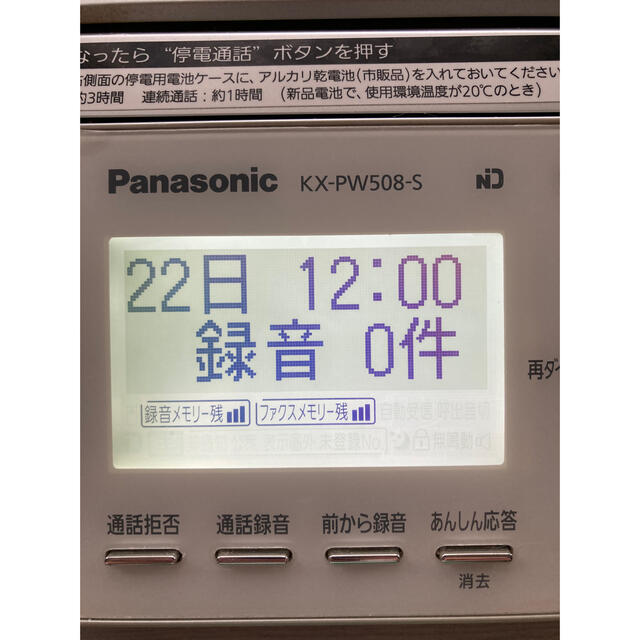 なったら“停電通話”ボタンを押す
側面の停電用電池ケースに、アルカリ乾電池(市販品)を入れておいてください
約3時間 連続通話:約1時間 (新品電池で、使用環境温度が20℃のとき)
Panasonic KX-PW508-S ND
22日 12:00
録音 0件
再ダイ
録音メモリー残 ファクスメモリー残 自動受信 呼出音切
表示圏外 未登録No. 無鳴動
通話拒否 通話録音 前から録音 あんしん応答
消去